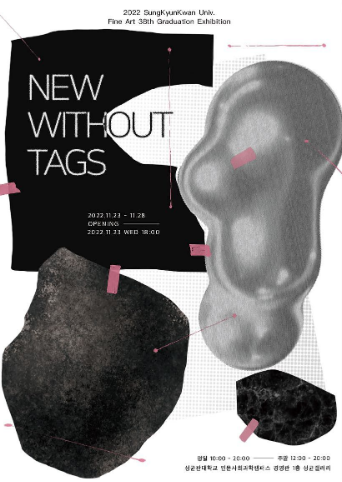 2022 SungKyunKwan Univ.
Fine Art 38th Graduation Exhibition
NEW
WITHOUT
TAGS
2022.11.23 - 11.28
OPENING
2022.11.23 WED 18:00
평일 10:00 - 20:00 주말 12:00 - 20:00
성균관대학교 인문사회과학캠퍼스 경영관 1층 성균갤러리